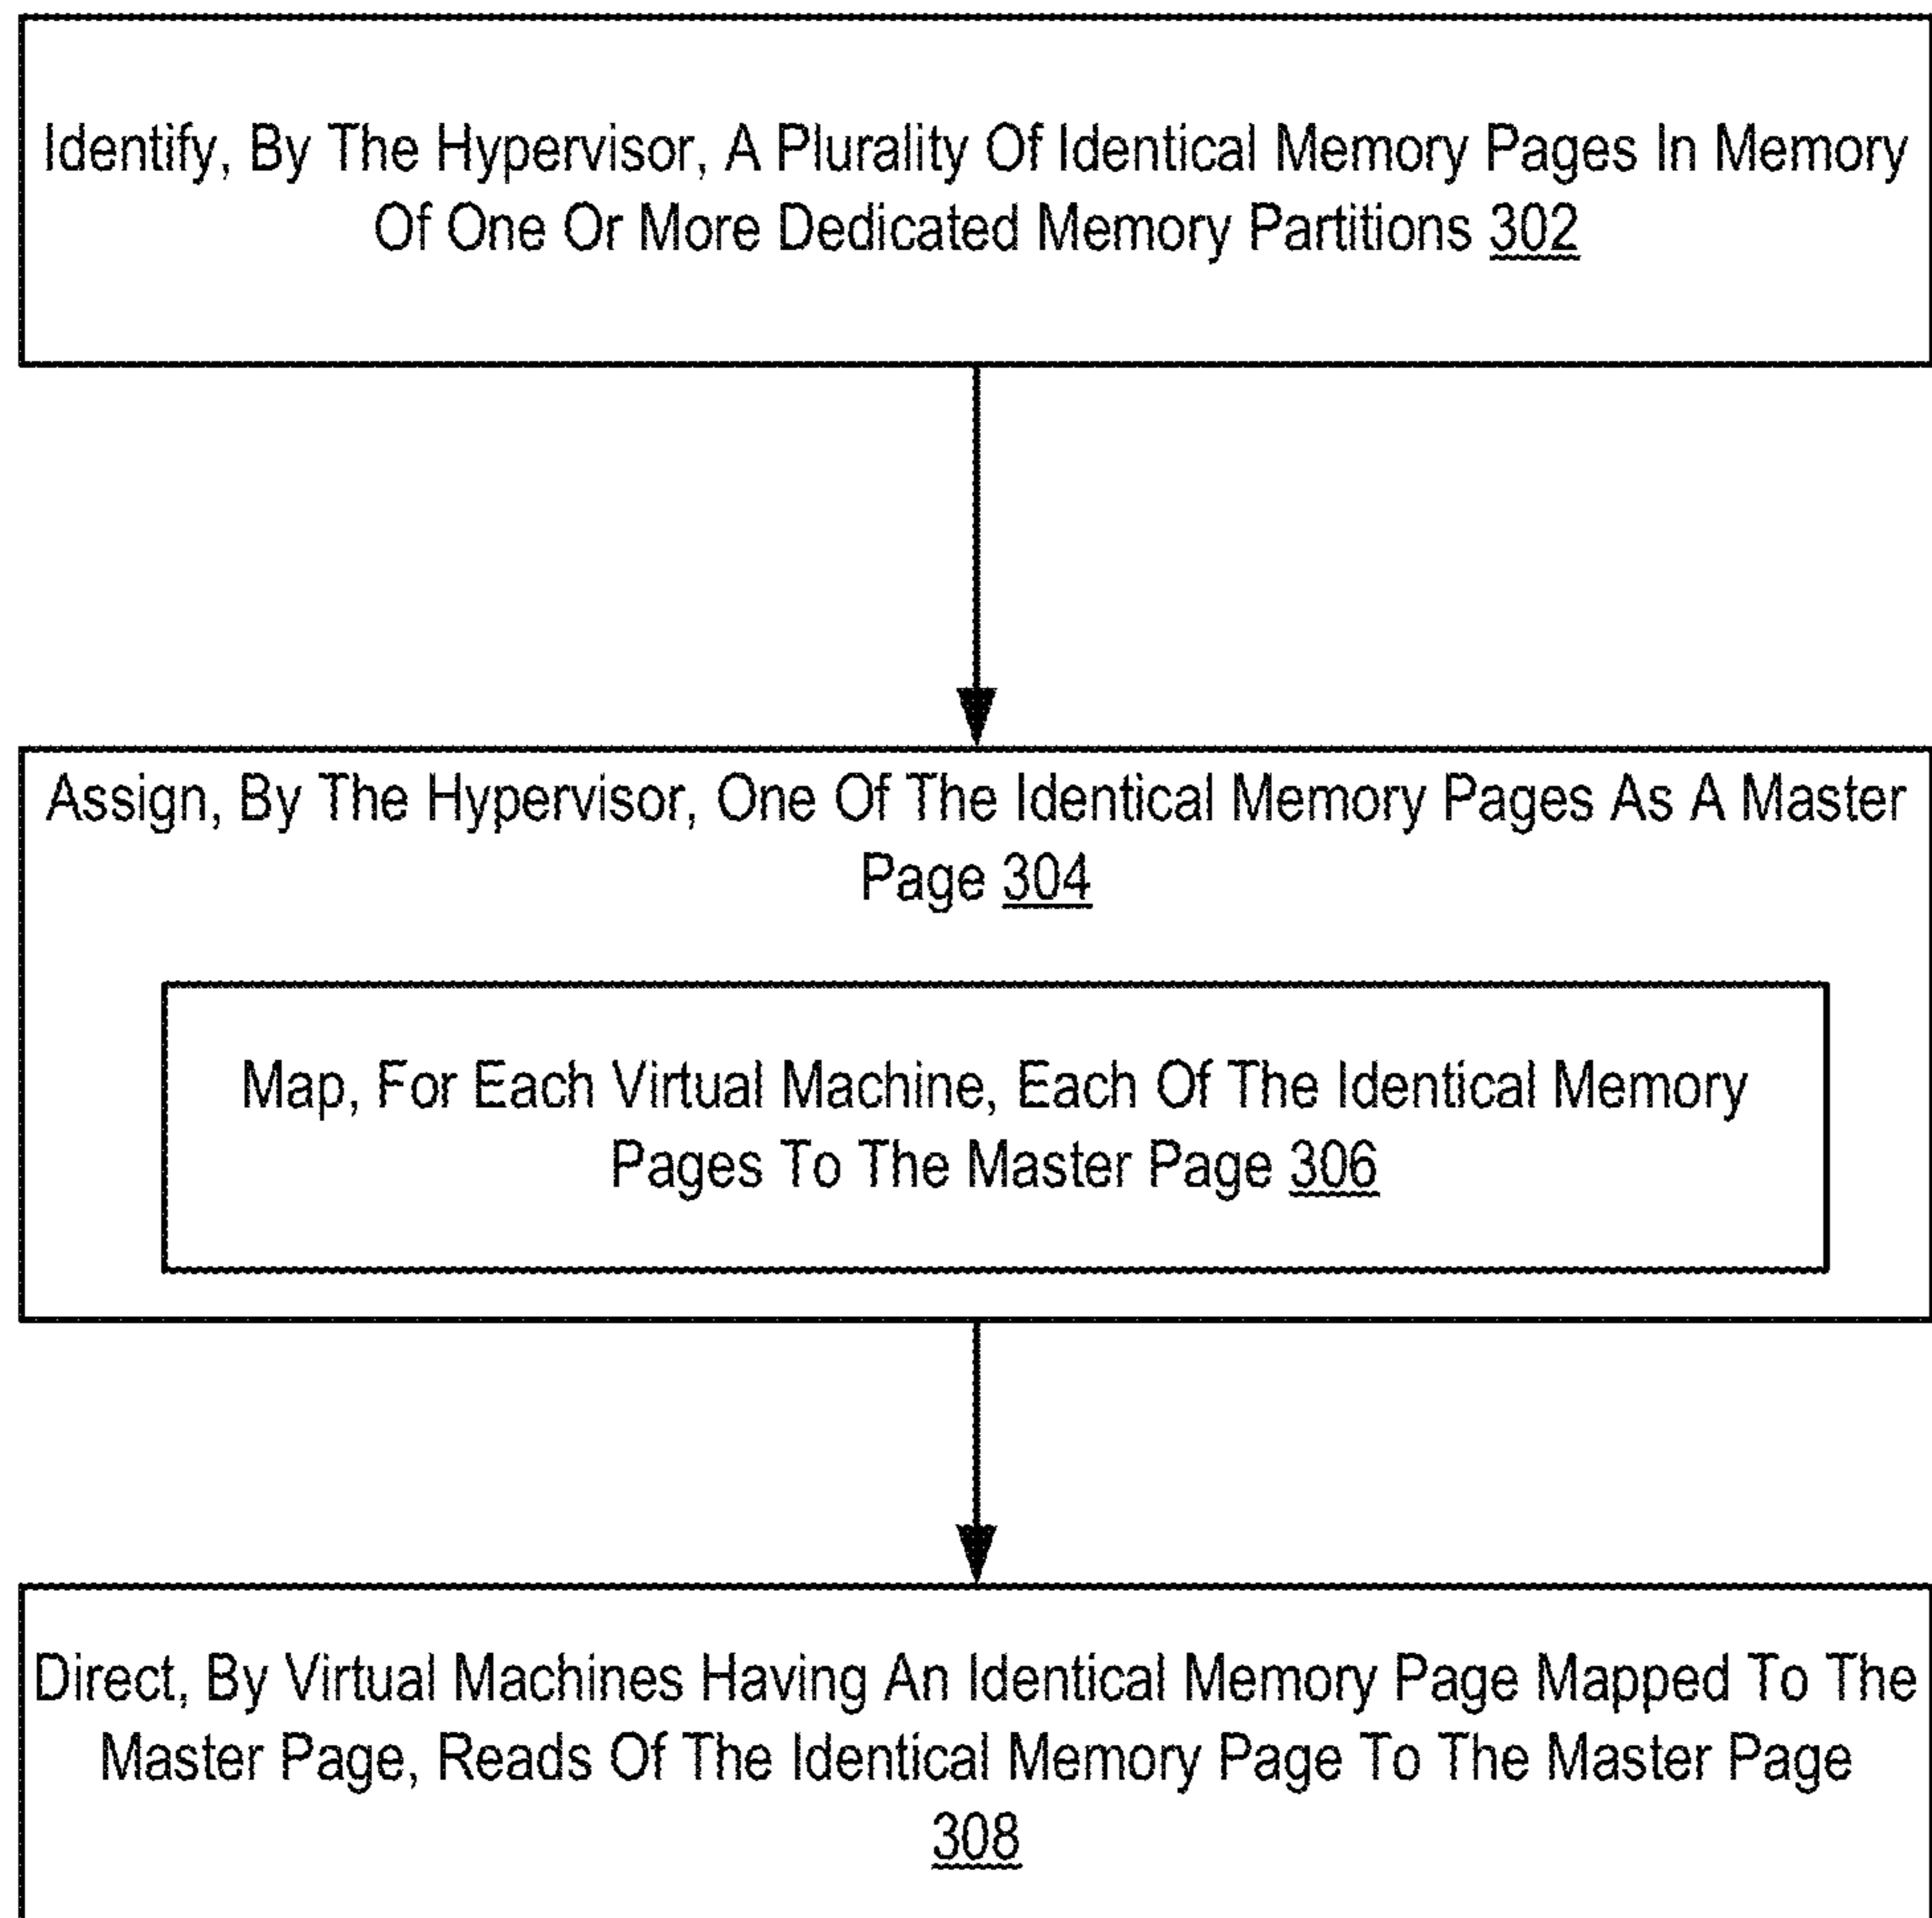 Identify, By The Hypervisor, A Plurality Of Identical Memory Pages In Memory
Of One Or More Dedicated Memory Partitions 302
Assign, By The Hypervisor, One Of The Identical Memory Pages As A Master
Page 304
Map, For Each Virtual Machine, Each Of The Identical Memory
Pages To The Master Page 306
Direct, By Virtual Machines Having An Identical Memory Page Mapped To The
Master Page, Reads Of The Identical Memory Page To The Master Page
308